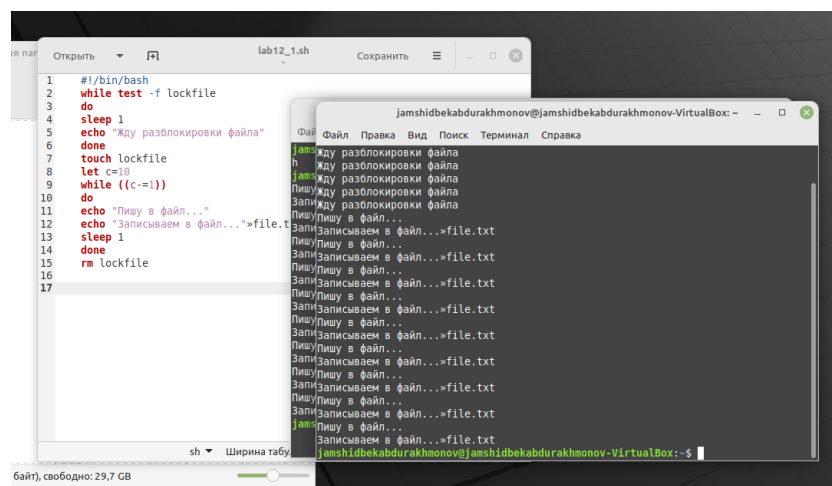 Открыть
lab12_1.sh
Сохранить
1 #!/bin/bash
2 while test -f lockfile
3 do
4 sleep 1
5 echo "Жду разблокировки файла"
6 done
7 touch lockfile
8 let c=10
9 while ((c-=1))
10 do
11 echo "Пишу в файл..."
12 echo "Записываем в файл..."»file.t
13 sleep 1
14 done
15 rm lockfile
16
17
sh Ширина табу
байт), свободно: 29,7 GB
jamshidbekabdurakhmonov@jamshidbekabdurakhmonov-VirtualBox: ~
Файл Правка Вид Поиск Терминал Справка
Жду разблокировки файла
Жду разблокировки файла
Жду разблокировки файла
Жду разблокировки файла
Жду разблокировки файла
Пишу в файл...
Записываем в файл...»file.txt
Пишу в файл...
Записываем в файл...»file.txt
Пишу в файл...
Записываем в файл...»file.txt
Пишу в файл...
Записываем в файл...»file.txt
Пишу в файл...
Записываем в файл...»file.txt
Пишу в файл...
Записываем в файл...»file.txt
Пишу в файл...
Записываем в файл...»file.txt
Пишу в файл...
Записываем в файл...»file.txt
Пишу в файл...
Записываем в файл...»file.txt
jamshidbekabdurakhmonov@jamshidbekabdurakhmonov-VirtualBox:~$